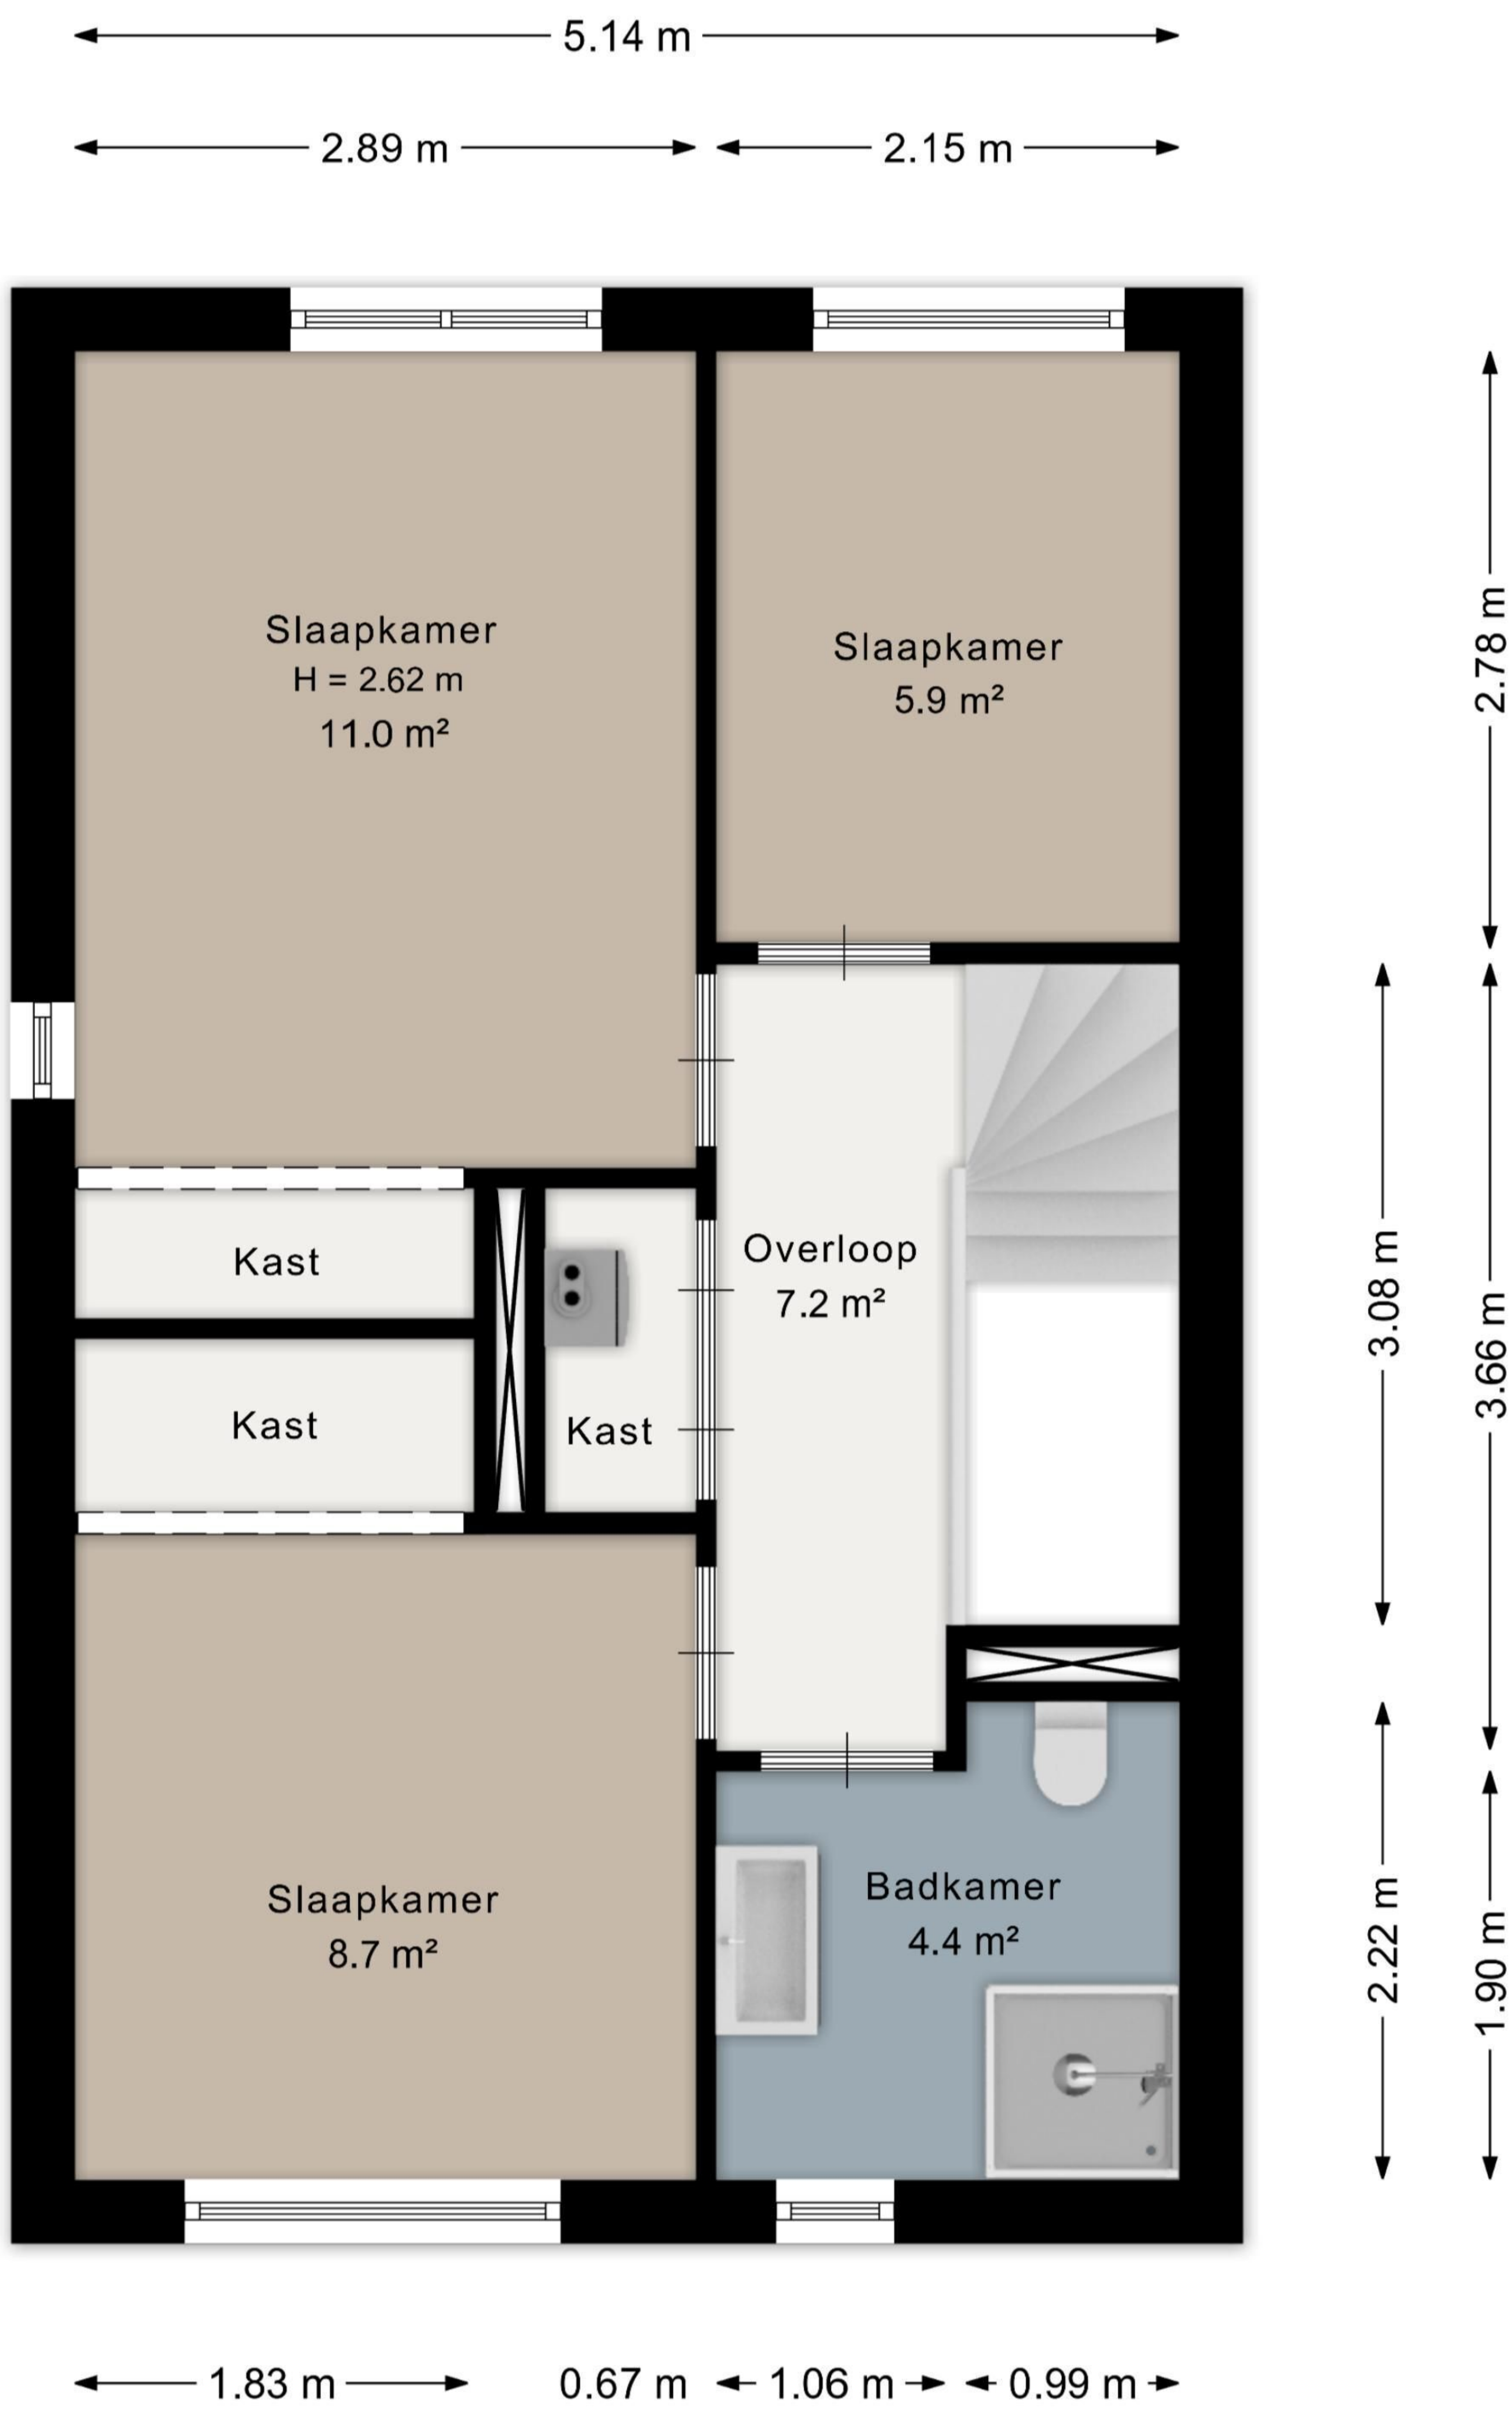 5.14 m
2.89 m
2.15 m
Slaapkamer
H = 2.62 m
11.0 m²
Slaapkamer
5.9 m²
2.78 m
Kast
Kast
Kast
Overloop
7.2 m²
3.08 m
3.66 m
Slaapkamer
8.7 m²
Badkamer
4.4 m²
2.22 m
1.90 m
1.83 m
0.67 m
1.06 m
0.99 m